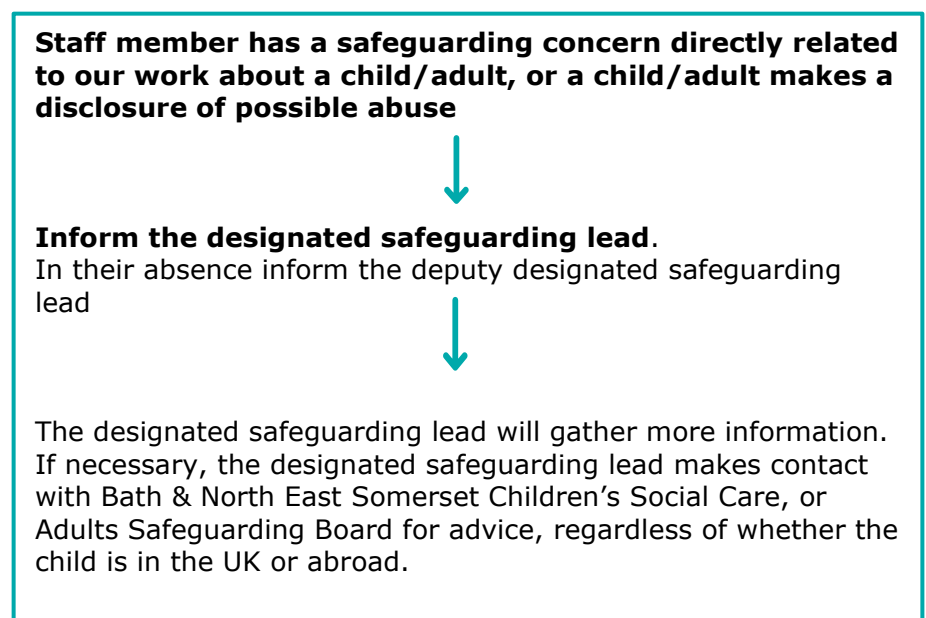 Staff member has a safeguarding concern directly related
to our work about a child/adult, or a child/adult makes a
disclosure of possible abuse
Inform the designated safeguarding lead.
In their absence inform the deputy designated safeguarding
lead
The designated safeguarding lead will gather more information.
If necessary, the designated safeguarding lead makes contact
with Bath & North East Somerset Children’s Social Care, or
Adults Safeguarding Board for advice, regardless of whether the
child is in the UK or abroad.